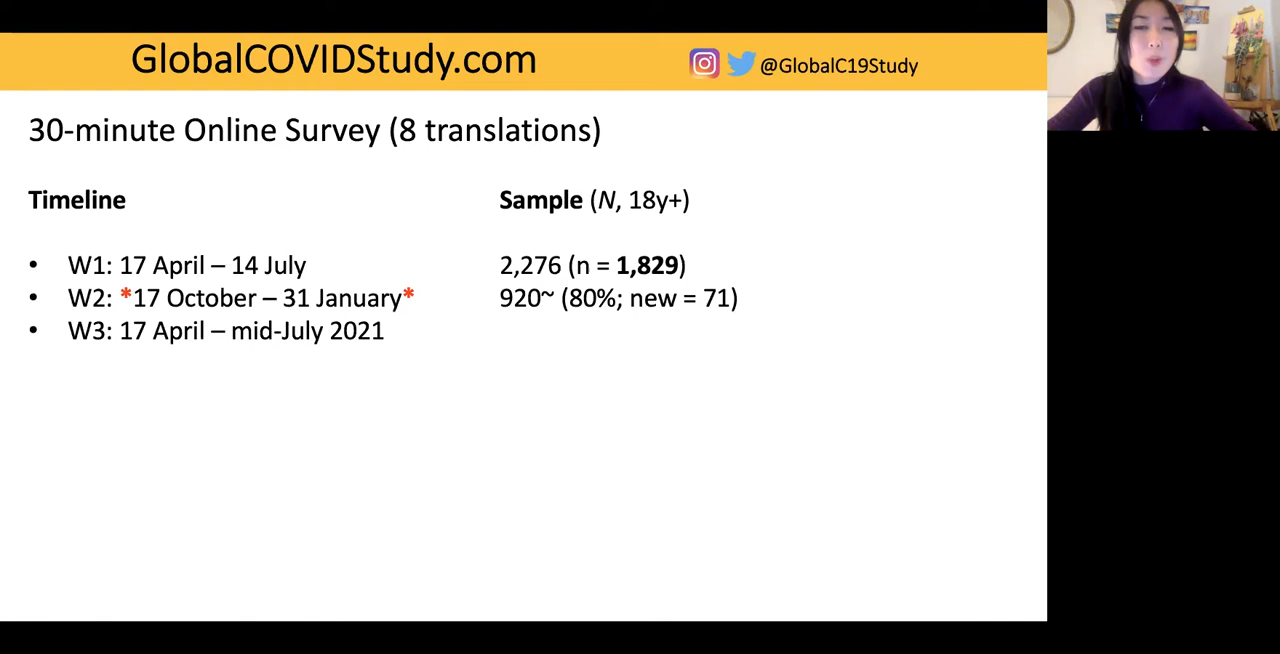 GlobalCOVIDStudy.com
@GlobalC19Study
30-minute Online Survey (8 translations)
Timeline
Sample (N, 18y+)
• W1: 17 April – 14 July
2,276 (n = 1,829)
• W2: *17 October – 31 January*
920~ (80%; new = 71)
• W3: 17 April – mid-July 2021